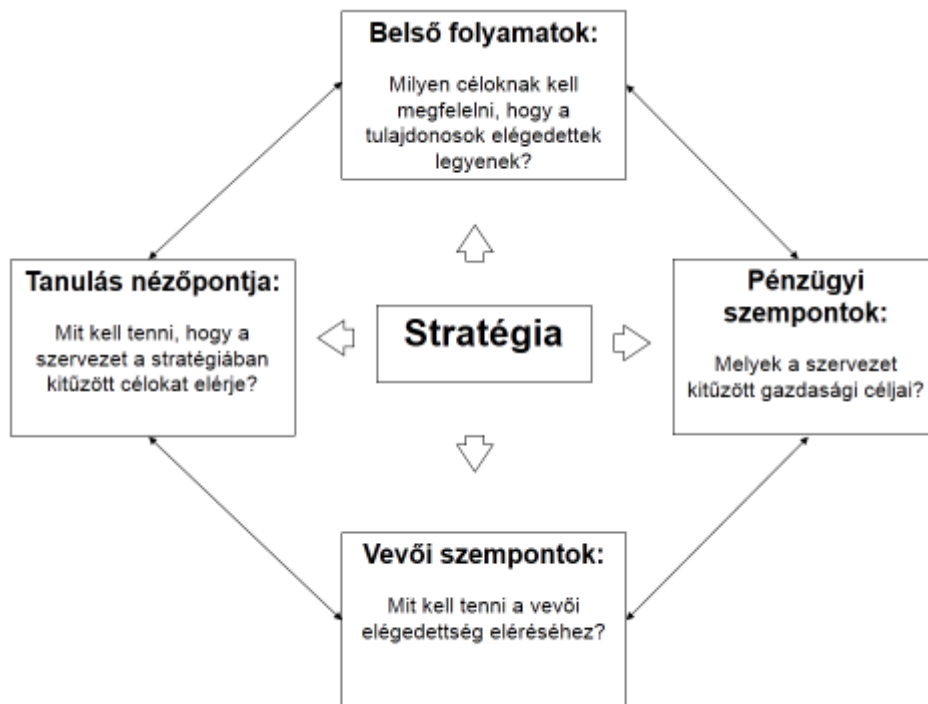 Belső folyamatok:
Milyen céloknak kell
megfelelni, hogy a
tulajdonosok elégedettek
legyenek?
Tanulás nézőpontja:
Mit kell tenni, hogy a
szervezet a stratégiában
kitűzött célokat elérje?
Stratégia
Pénzügyi
szempontok:
Melyek a szervezet
kitűzött gazdasági céljai?
Vevői szempontok:
Mit kell tenni a vevői
elégedettség eléréséhez?